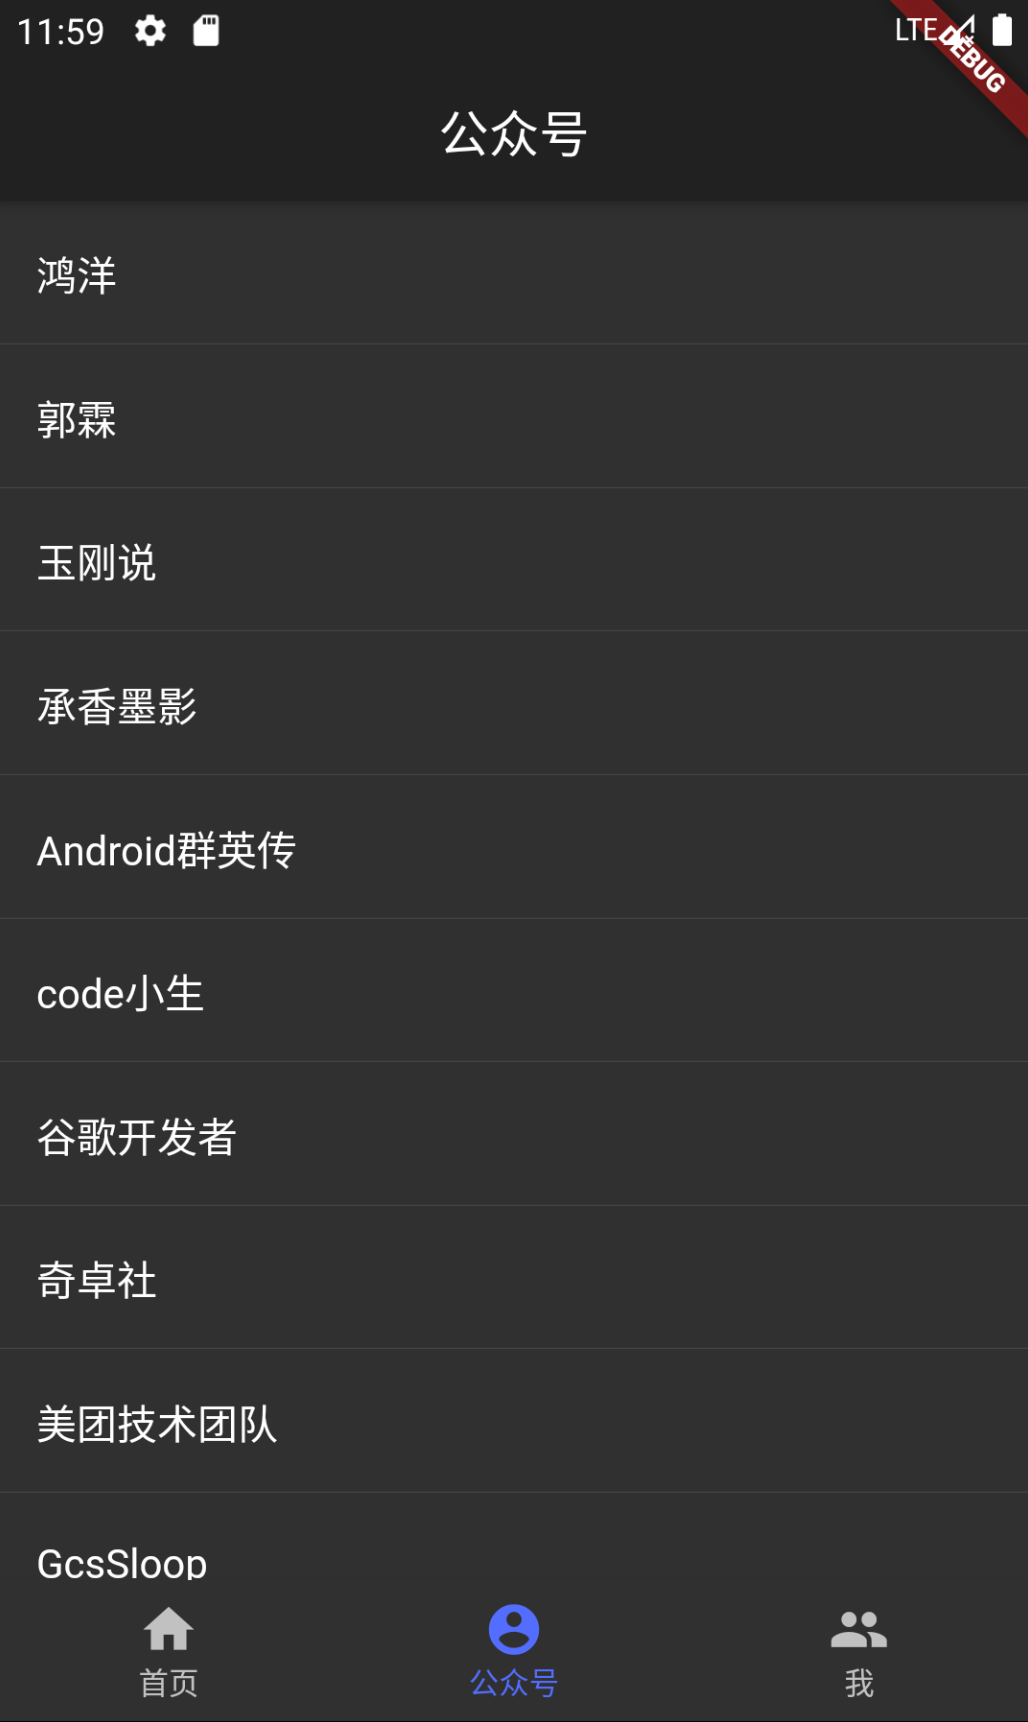 11:59
LTE
DEBUG
公众号
鸿洋
郭霖
玉刚说
承香墨影
Android群英传
code小生
谷歌开发者
奇卓社
美团技术团队
GcsSloop
首页
公众号
我